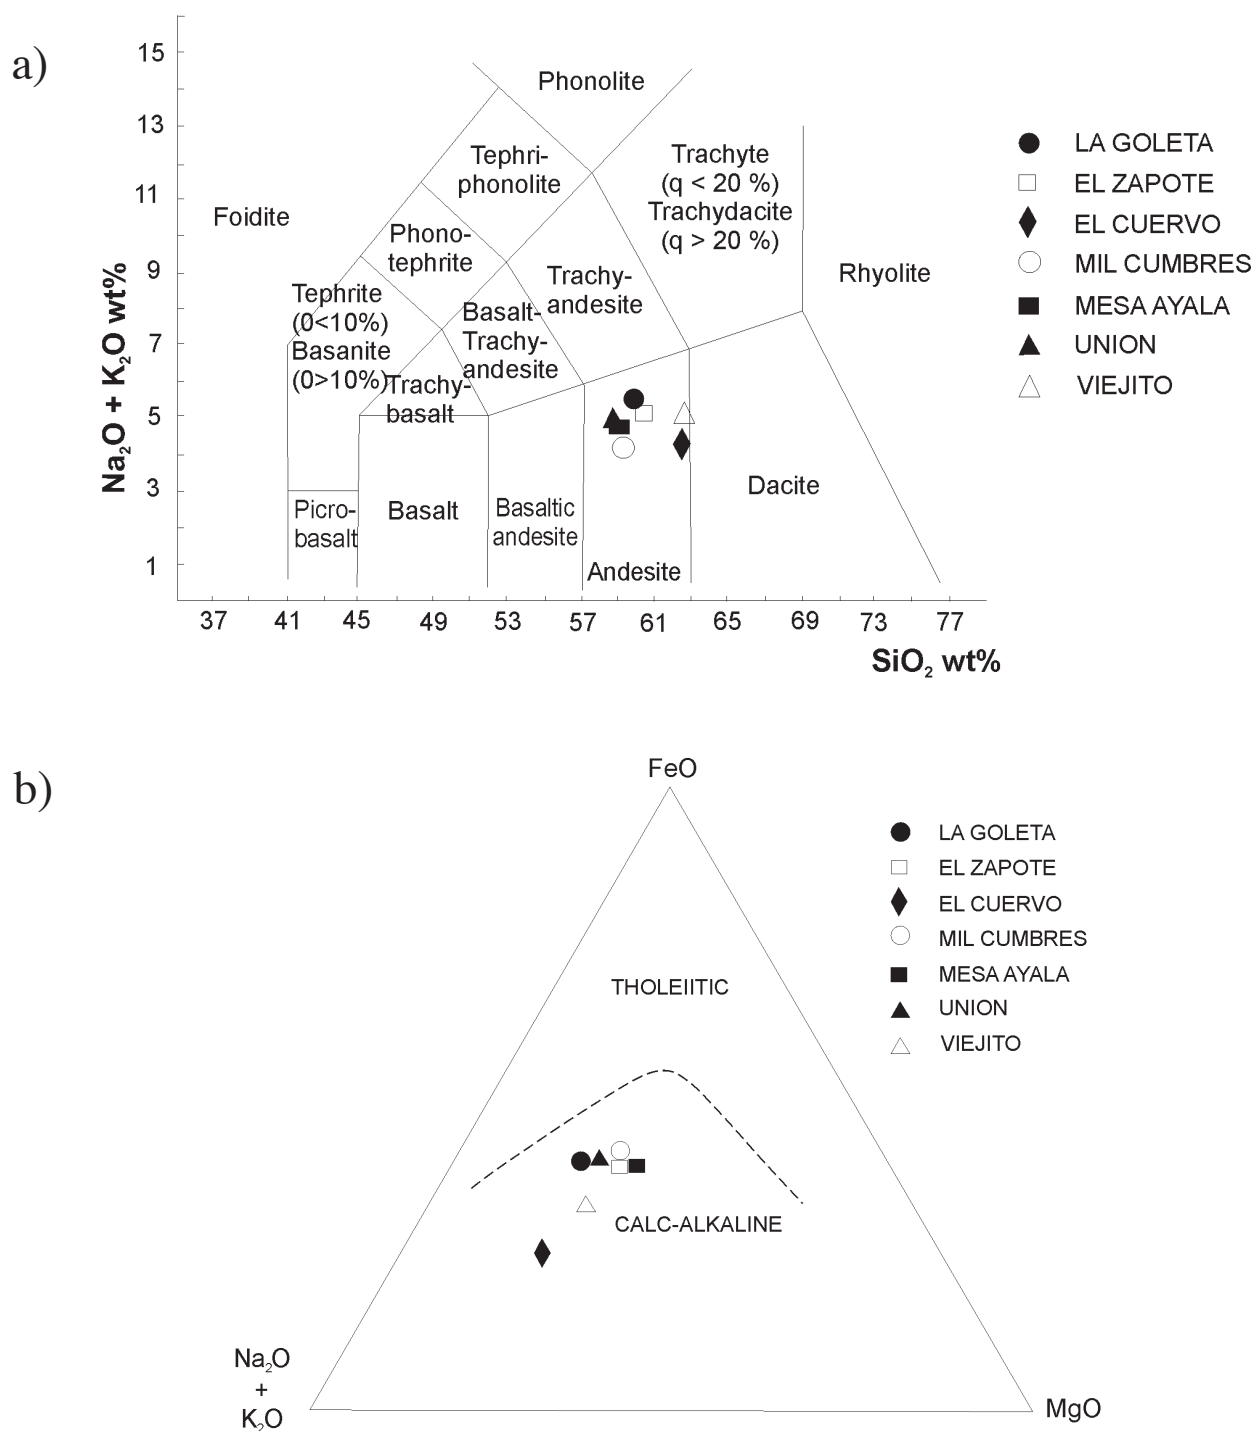 a)
Na₂O + K₂O wt%
15
13
11
9
7
5
3
1
Phonolite
Tephri-
phonolite
Trachyte
(q < 20 %)
Trachydacite
(q > 20 %)
Foidite
Phono-
tephrite
Trachy-
andesite
Rhyolite
Tephrite
(0<10%)
Basanite
(0>10%)
Basalt-
Trachy-
andesite
Trachy-
basalt
Picro-
basalt
Basalt
Basaltic
andesite
Andesite
Dacite
37 41 45 49 53 57 61 65 69 73 77
SiO₂ wt%
LA GOLETA
EL ZAPOTE
EL CUERVO
MIL CUMBRES
MESA AYALA
UNION
VIEJITO
b)
FeO
THOLEIITIC
CALC-ALKALINE
Na₂O
+
K₂O
MgO
LA GOLETA
EL ZAPOTE
EL CUERVO
MIL CUMBRES
MESA AYALA
UNION
VIEJITO